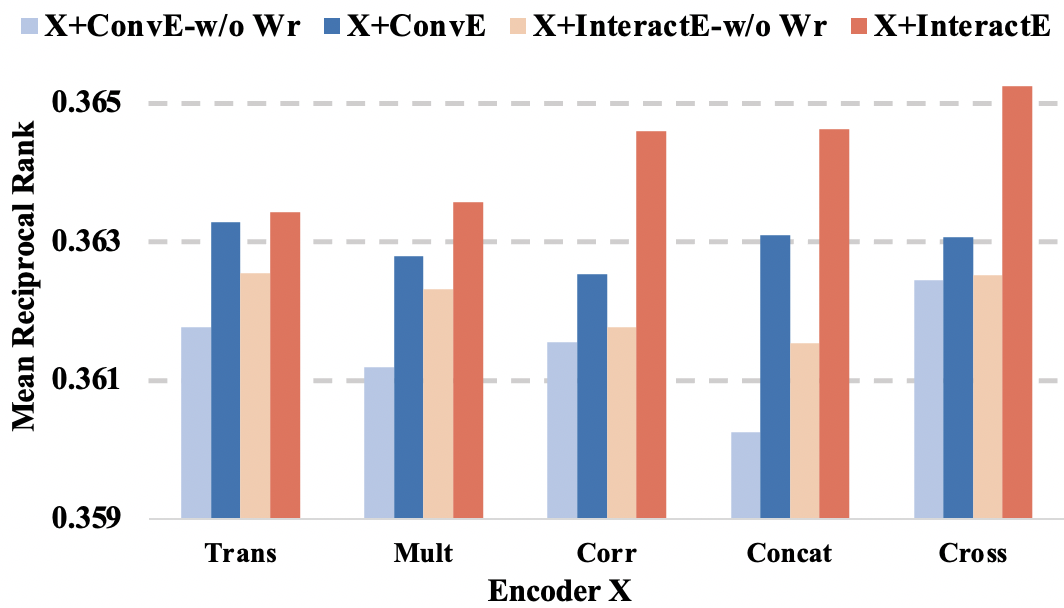 X+ConvE-w/o Wr X+ConvE X+InteractE-w/o Wr X+InteractE
0.365
0.363
0.361
0.359
Mean Reciprocal Rank
Trans Mult Corr Concat Cross
Encoder X